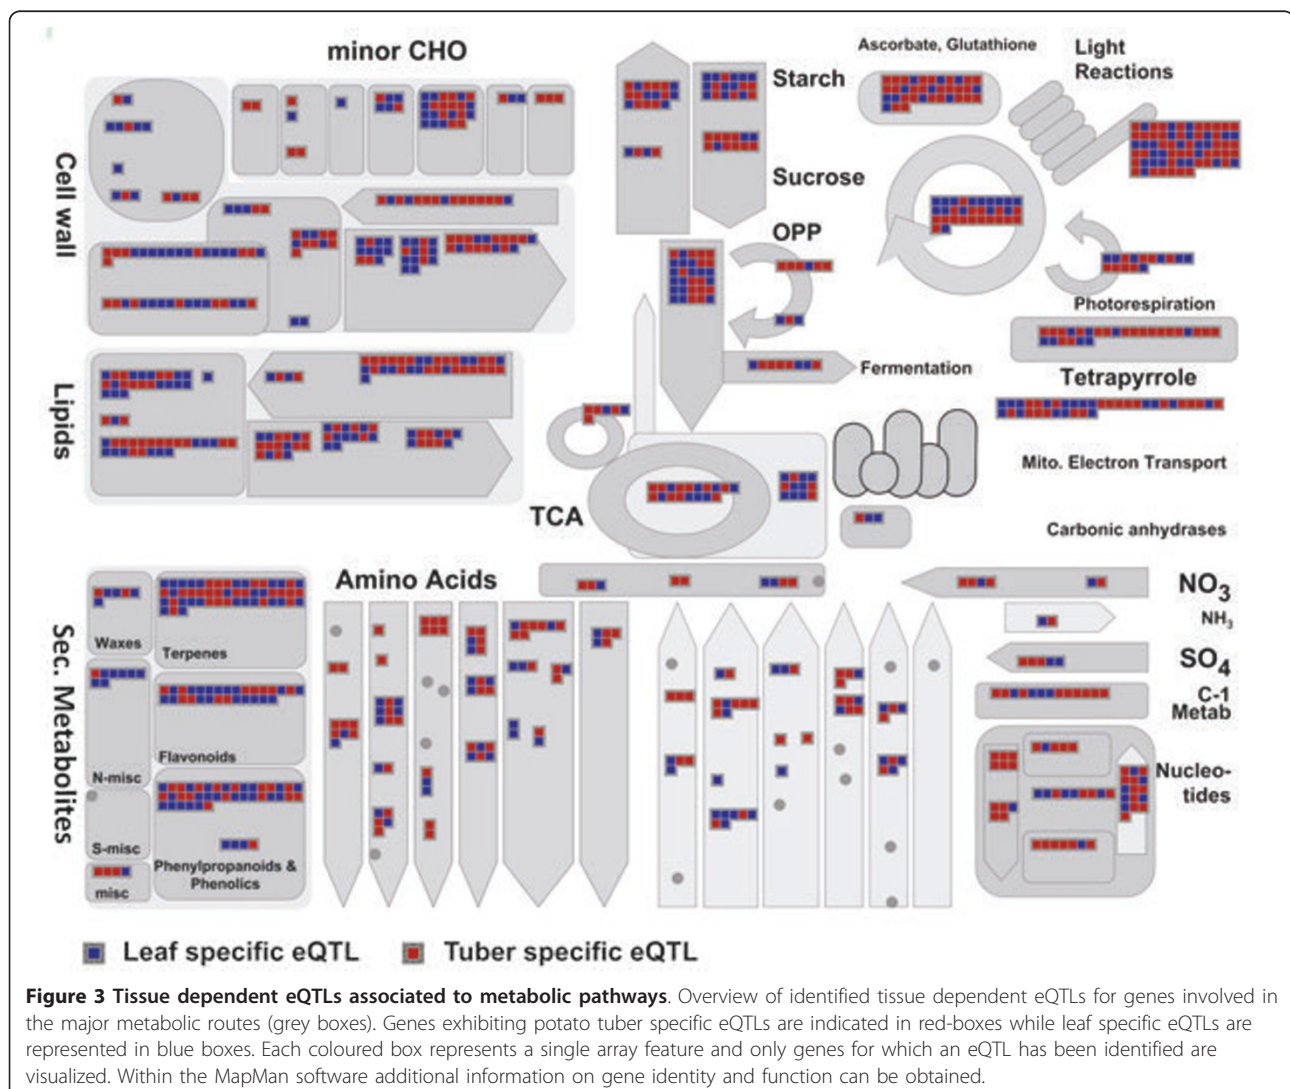 minor CHO
Cell wall
Lipids
Sec. Metabolites
Starch
Sucrose
OPP
Ascorbate, Glutathione
Light
Reactions
Photorespiration
Fermentation
Tetrapyrrole
Mito. Electron Transport
TCA
Carbonic anhydrases
Amino Acids
Waxes
Terpenes
N-misc
Flavonoids
S-misc
Phenylpropanoids &
Phenolics
misc
NO3
NH3
SO4
C-1
Metab
Nucleo-
tides
Leaf specific eQTL
Tuber specific eQTL
Figure 3 Tissue dependent eQTLs associated to metabolic pathways. Overview of identified tissue dependent eQTLs for genes involved in
the major metabolic routes (grey boxes). Genes exhibiting potato tuber specific eQTLs are indicated in red-boxes while leaf specific eQTLs are
represented in blue boxes. Each coloured box represents a single array feature and only genes for which an eQTL has been identified are
visualized. Within the MapMan software additional information on gene identity and function can be obtained.